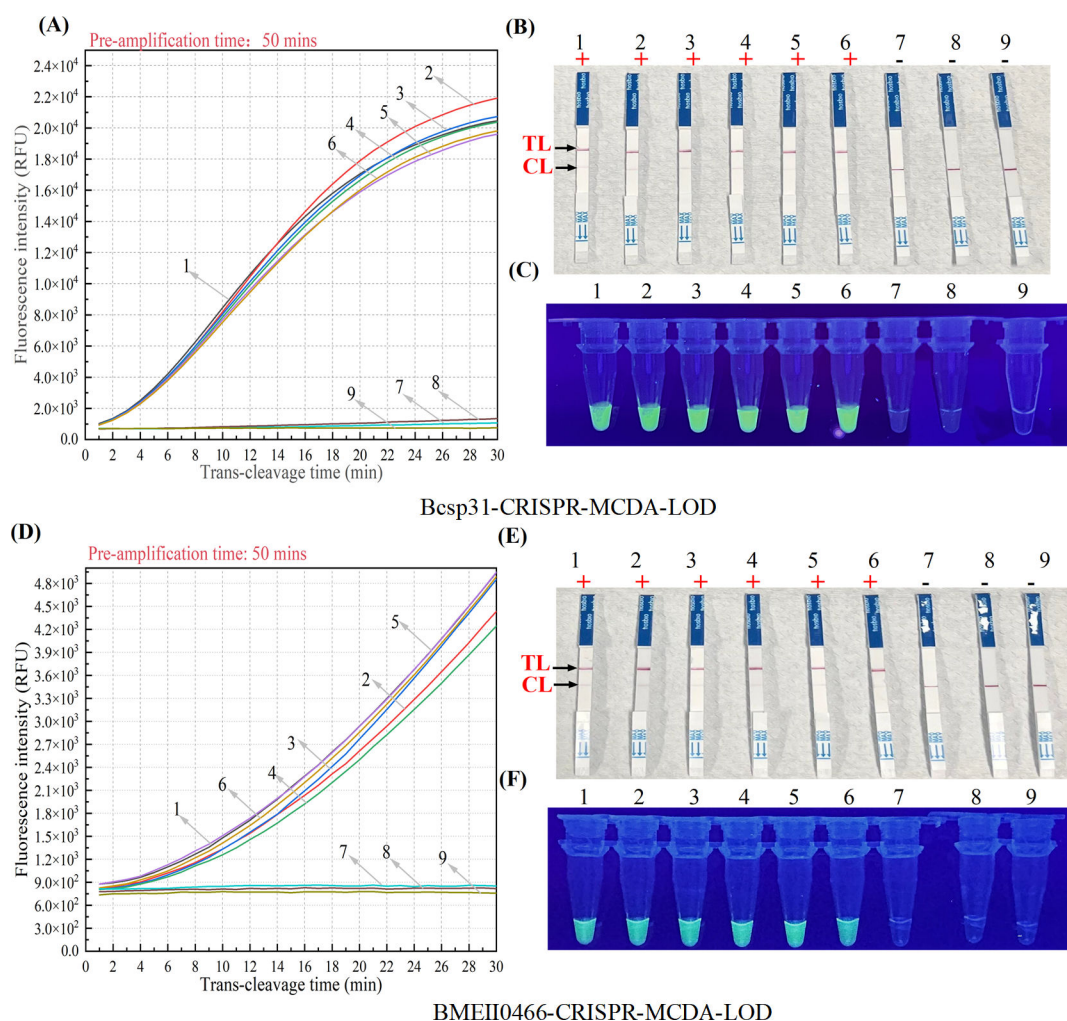 (A)
Pre-amplification time: 50 mins
Fluorescence intensity (RFU)
2.4×10⁴
2.2×10⁴
2.0×10⁴
1.8×10⁴
1.6×10⁴
1.4×10⁴
1.2×10⁴
1.0×10⁴
8.0×10³
6.0×10³
4.0×10³
2.0×10³
0.0
2
3
5
4
6
1
9 7 8
0 2 4 6 8 10 12 14 16 18 20 22 24 26 28 30
Trans-cleavage time (min)
(B)
1 2 3 4 5 6 7 8 9
+ + + + + + - - -
TL
CL
MAX
MAX
(C)
1 2 3 4 5 6 7 8 9
Bcsp31-CRISPR-MCDA-LOD
(D)
Pre-amplification time: 50 mins
Fluorescence intensity (RFU)
4.8×10³
4.5×10³
4.2×10³
3.9×10³
3.6×10³
3.3×10³
3.0×10³
2.7×10³
2.4×10³
2.1×10³
1.8×10³
1.5×10³
1.2×10³
9.0×10²
6.0×10²
3.0×10²
0.0
5
2
3
4
6
1
7 8 9
0 2 4 6 8 10 12 14 16 18 20 22 24 26 28 30
Trans-cleavage time (min)
(E)
1 2 3 4 5 6 7 8 9
+ + + + + + - - -
TL
CL
MAX
MAX
(F)
1 2 3 4 5 6 7 8 9
BMEII0466-CRISPR-MCDA-LOD